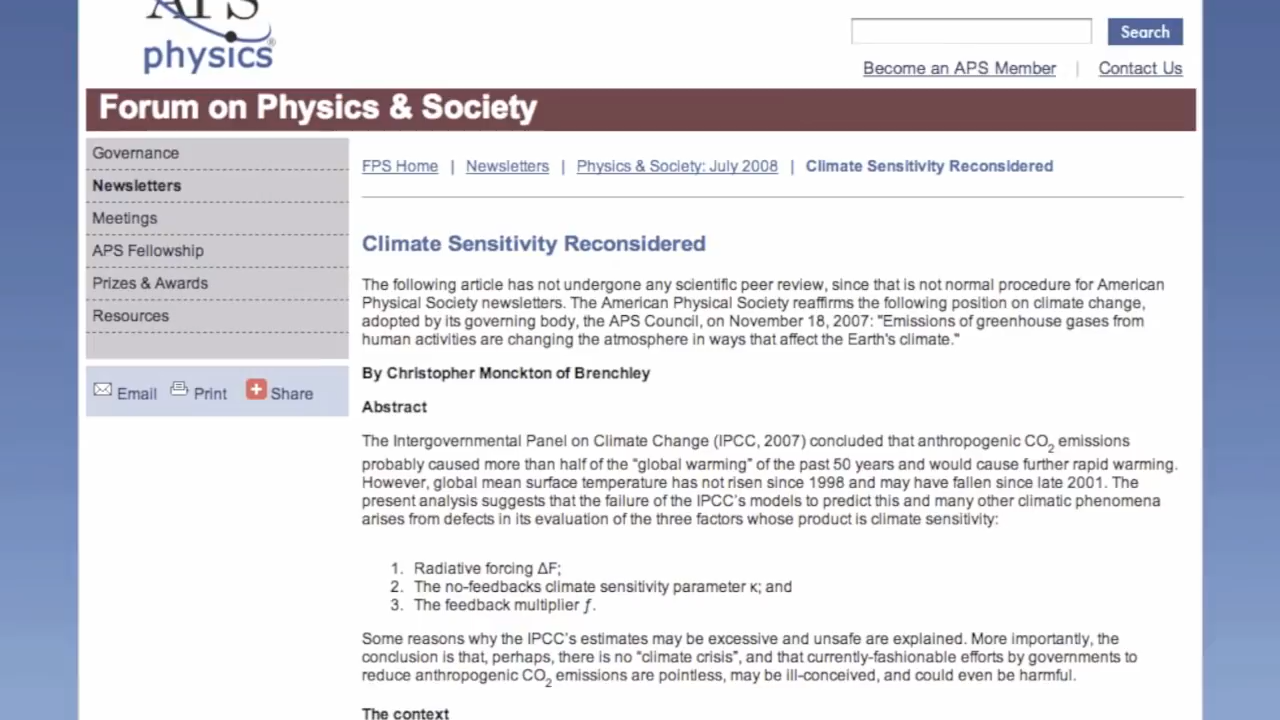 APS
physics
Search
Become an APS Member | Contact Us
Forum on Physics & Society
Governance
Newsletters
Meetings
APS Fellowship
Prizes & Awards
Resources
Email Print Share
FPS Home | Newsletters | Physics & Society: July 2008 | Climate Sensitivity Reconsidered
Climate Sensitivity Reconsidered
The following article has not undergone any scientific peer review, since that is not normal procedure for American
Physical Society newsletters. The American Physical Society reaffirms the following position on climate change,
adopted by its governing body, the APS Council, on November 18, 2007: "Emissions of greenhouse gases from
human activities are changing the atmosphere in ways that affect the Earth's climate."
By Christopher Monckton of Brenchley
Abstract
The Intergovernmental Panel on Climate Change (IPCC, 2007) concluded that anthropogenic CO₂ emissions
probably caused more than half of the “global warming” of the past 50 years and would cause further rapid warming.
However, global mean surface temperature has not risen since 1998 and may have fallen since late 2001. The
present analysis suggests that the failure of the IPCC’s models to predict this and many other climatic phenomena
arises from defects in its evaluation of the three factors whose product is climate sensitivity:
1. Radiative forcing ΔF;
2. The no-feedbacks climate sensitivity parameter κ; and
3. The feedback multiplier ƒ.
Some reasons why the IPCC’s estimates may be excessive and unsafe are explained. More importantly, the
conclusion is that, perhaps, there is no “climate crisis”, and that currently-fashionable efforts by governments to
reduce anthropogenic CO₂ emissions are pointless, may be ill-conceived, and could even be harmful.
The context